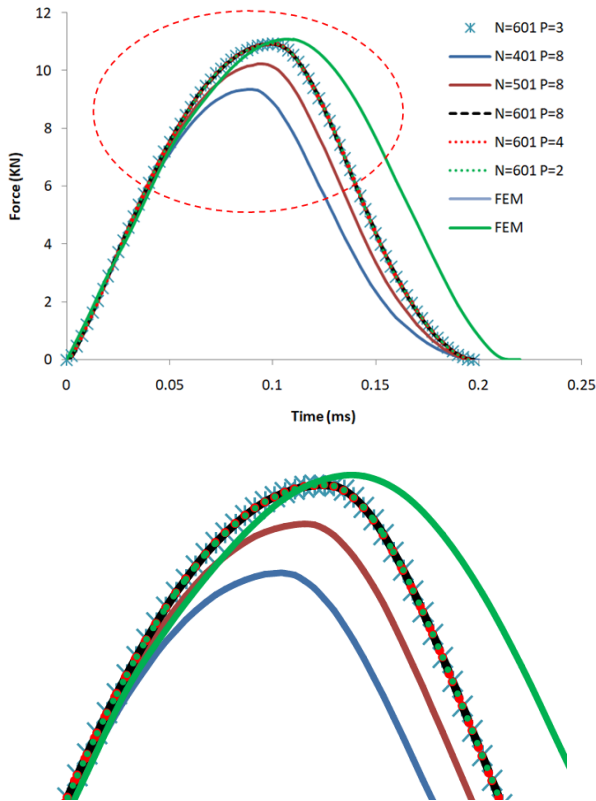 12
10
8
6
4
2
0
Force (KN)
0 0.05 0.1 0.15 0.2 0.25
Time (ms)
N=601 P=3
N=401 P=8
N=501 P=8
N=601 P=8
N=601 P=4
N=601 P=2
FEM
FEM